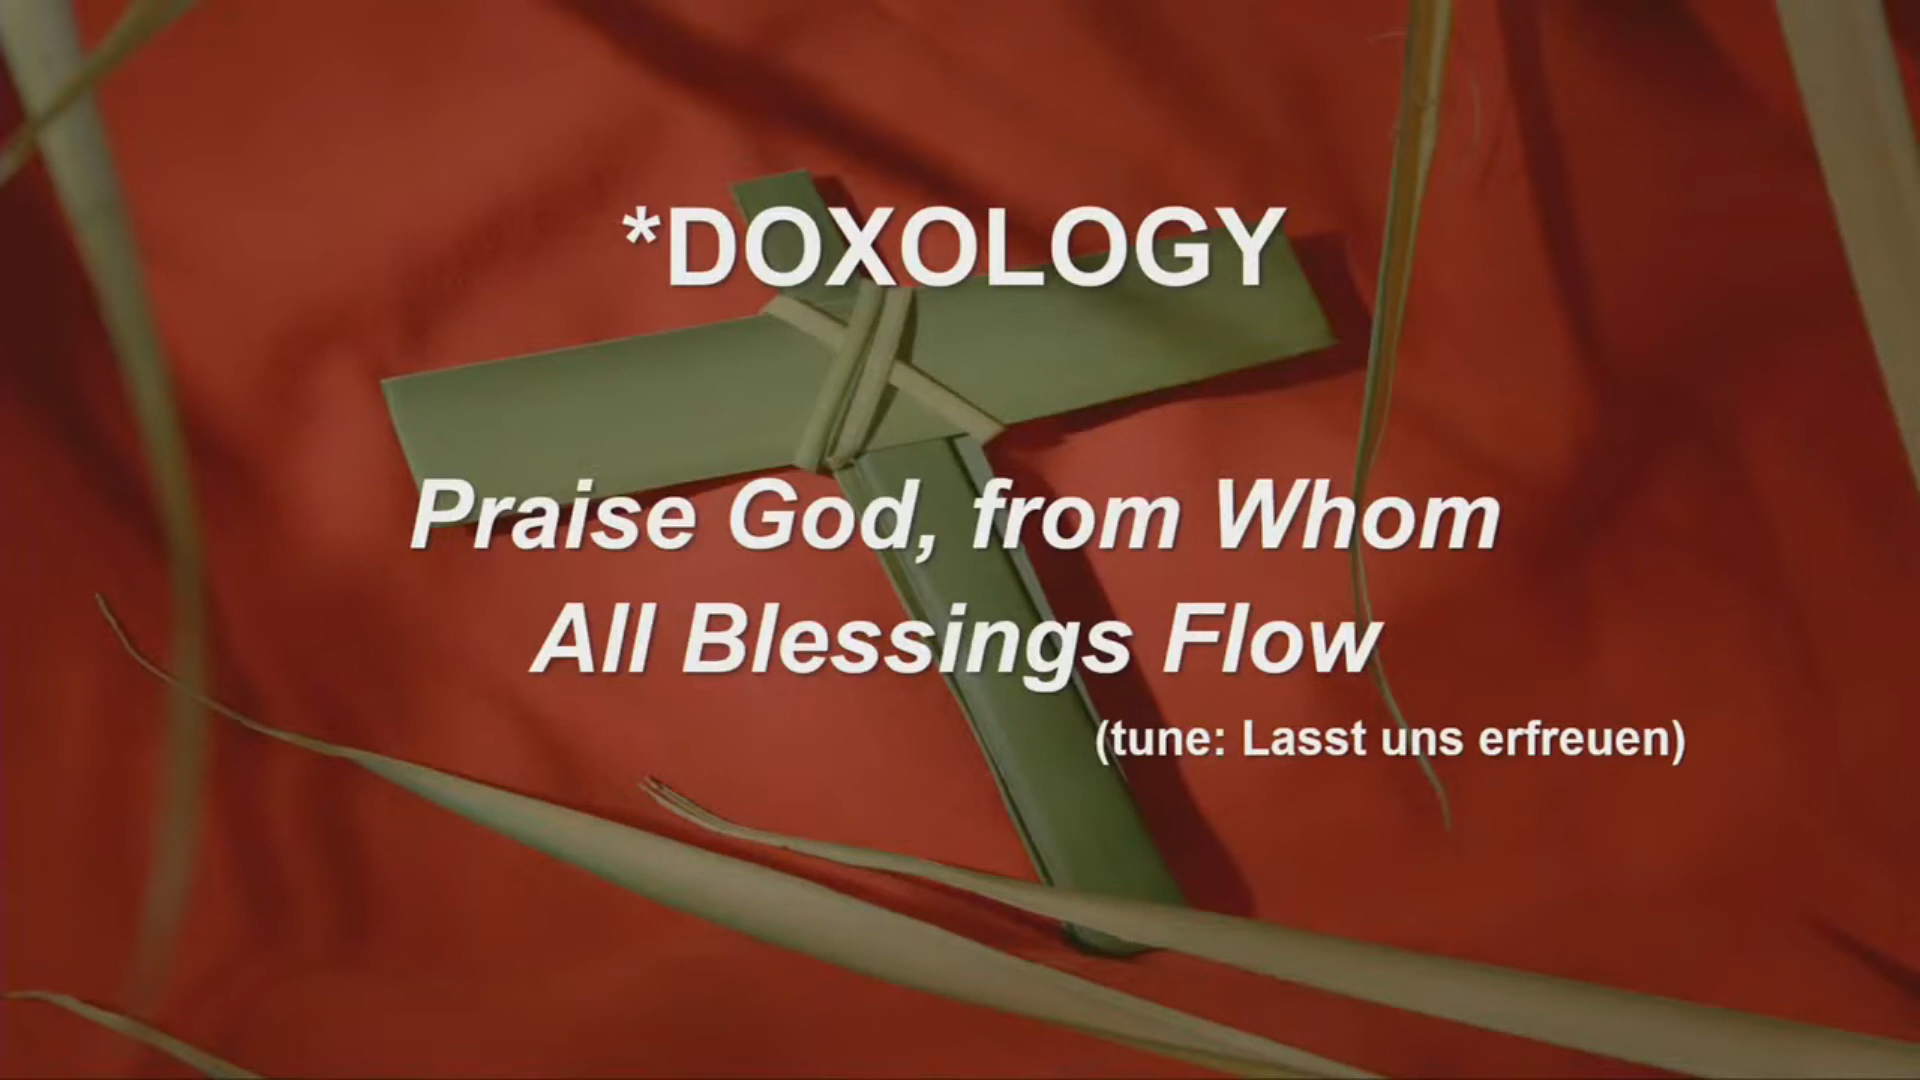 *DOXOLOGY
Praise God, from Whom
All Blessings Flow
(tune: Lasst uns erfreuen)